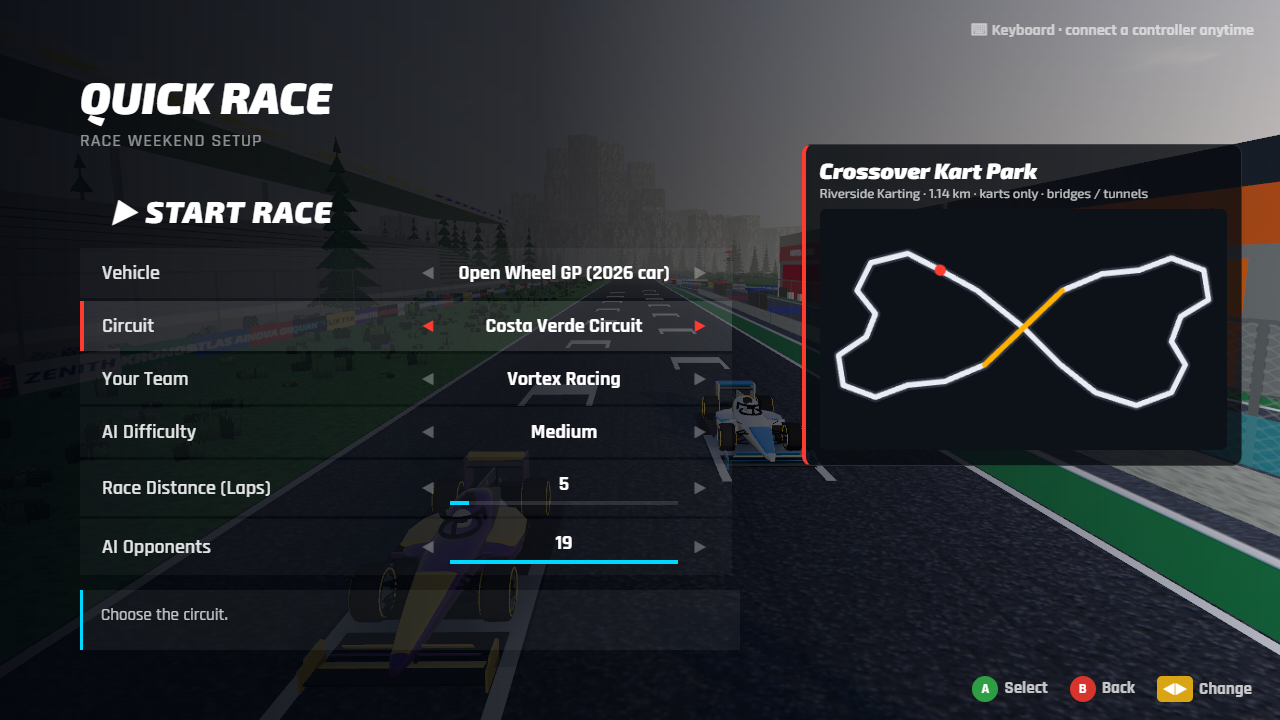 Keyboard · connect a controller anytime
QUICK RACE
RACE WEEKEND SETUP
START RACE
Vehicle
Open Wheel GP (2026 car)
Circuit
Costa Verde Circuit
Your Team
Vortex Racing
AI Difficulty
Medium
Race Distance (Laps)
5
AI Opponents
19
Choose the circuit.
Crossover Kart Park
Riverside Karting · 1.14 km · karts only · bridges / tunnels
ZENITH
A Select
B Back
Change